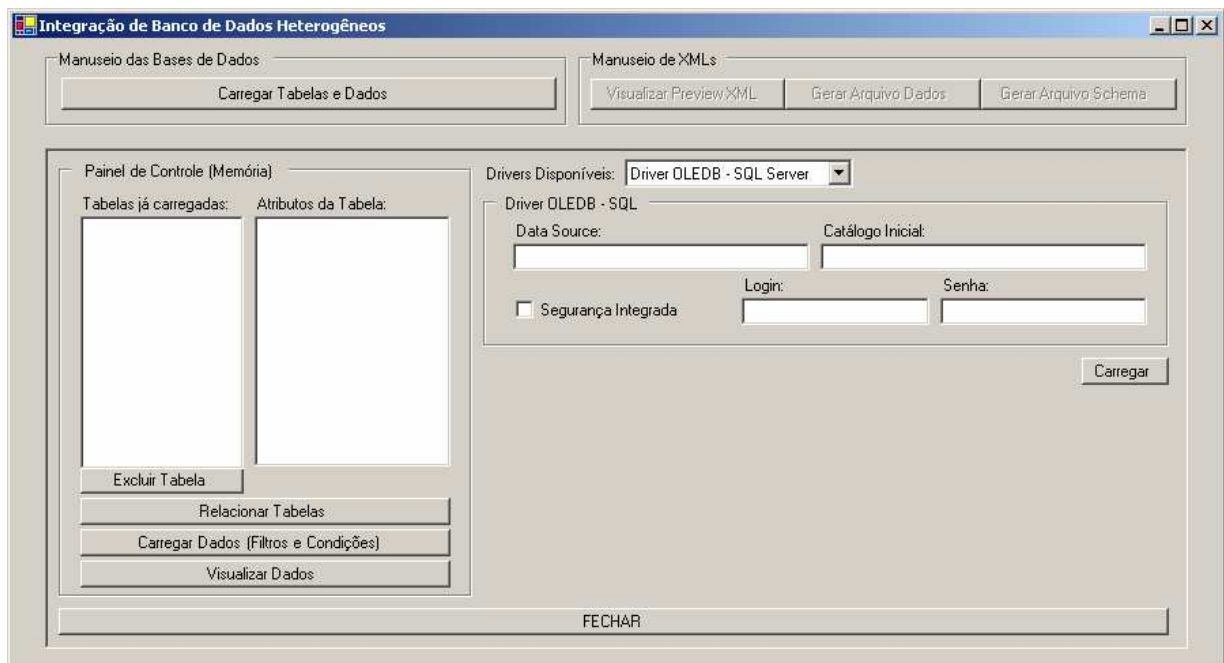 Integração de Banco de Dados Heterogêneos
Manuseio das Bases de Dados
Carregar Tabelas e Dados
Manuseio de XMLs
Visualizar Preview XML
Gerar Arquivo Dados
Gerar Arquivo Schema
Painel de Controle (Memória)
Tabelas já carregadas:
Atributos da Tabela:
Excluir Tabela
Relacionar Tabelas
Carregar Dados (Filtros e Condições)
Visualizar Dados
Drivers Disponíveis:
Driver OLEDB - SQL Server
Driver OLEDB - SQL
Data Source:
Catálogo Inicial:
Segurança Integrada
Login:
Senha:
Carregar
FECHAR